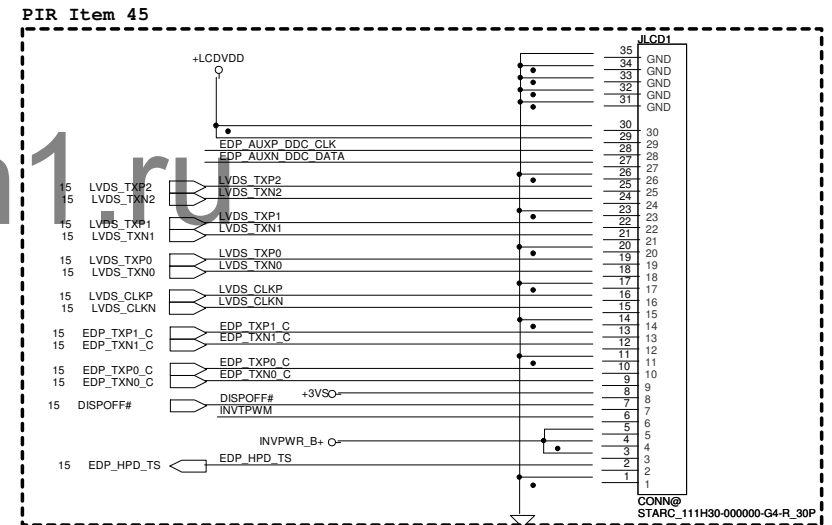 PIR Item 45
JLCD1
+LCDVDD
35 GND
34 GND
33 GND
32 GND
31 GND
30 30
29 29
EDP_AUXP_DDC_CLK 28 28
EDP_AUXN_DDC_DATA 27 27
26 26
15 LVDS_TXP2 LVDS_TXP2 25 25
15 LVDS_TXN2 LVDS_TXN2 24 24
23 23
15 LVDS_TXP1 LVDS_TXP1 22 22
15 LVDS_TXN1 LVDS_TXN1 21 21
20 20
15 LVDS_TXP0 LVDS_TXP0 19 19
15 LVDS_TXN0 LVDS_TXN0 18 18
17 17
15 LVDS_CLKP LVDS_CLKP 16 16
15 LVDS_CLKN LVDS_CLKN 15 15
14 14
15 EDP_TXP1_C EDP_TXP1_C 13 13
15 EDP_TXN1_C EDP_TXN1_C 12 12
11 11
15 EDP_TXP0_C EDP_TXP0_C 10 10
15 EDP_TXN0_C EDP_TXN0_C 9 9
+3VS 8 8
15 DISPOFF# DISPOFF# 7 7
INVTPWM 6 6
5 5
INVPWR_B+ 4 4
3 3
15 EDP_HPD_TS EDP_HPD_TS 2 2
1 1
CONN@
STARC_111H30-000000-G4-R_30P
n1.ru